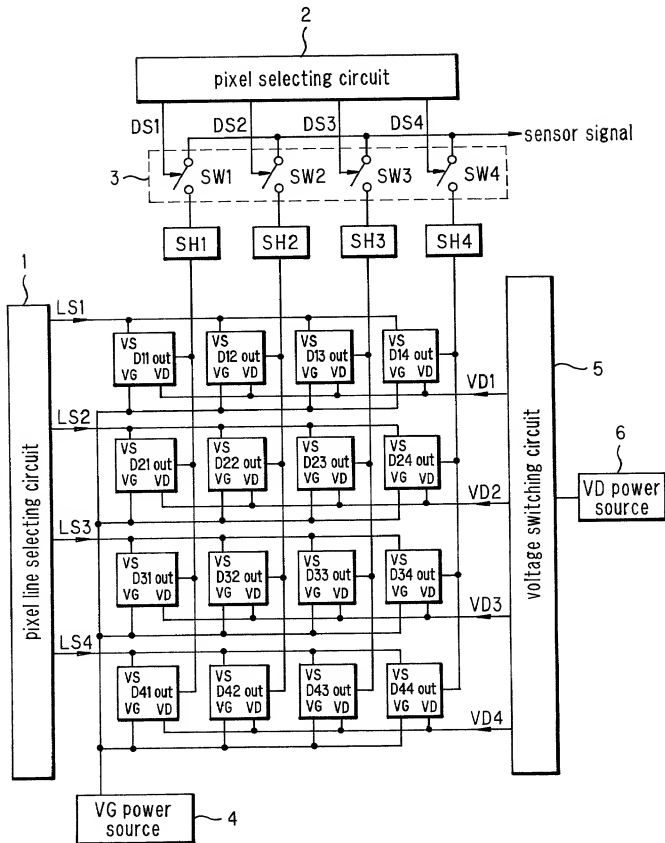 2
pixel selecting circuit
DS1 DS2 DS3 DS4
sensor signal
3 SW1 SW2 SW3 SW4
SH1 SH2 SH3 SH4
1
LS1
VS VS VS VS
D11 out D12 out D13 out D14 out
VG VD VG VD VG VD VG VD
VD1
5
LS2
VS VS VS VS
D21 out D22 out D23 out D24 out
VG VD VG VD VG VD VG VD
VD2
6
VD power
source
LS3
VS VS VS VS
D31 out D32 out D33 out D34 out
VG VD VG VD VG VD VG VD
VD3
LS4
VS VS VS VS
D41 out D42 out D43 out D44 out
VG VD VG VD VG VD VG VD
VD4
pixel line selecting circuit
voltage switching circuit
VG power
source
4